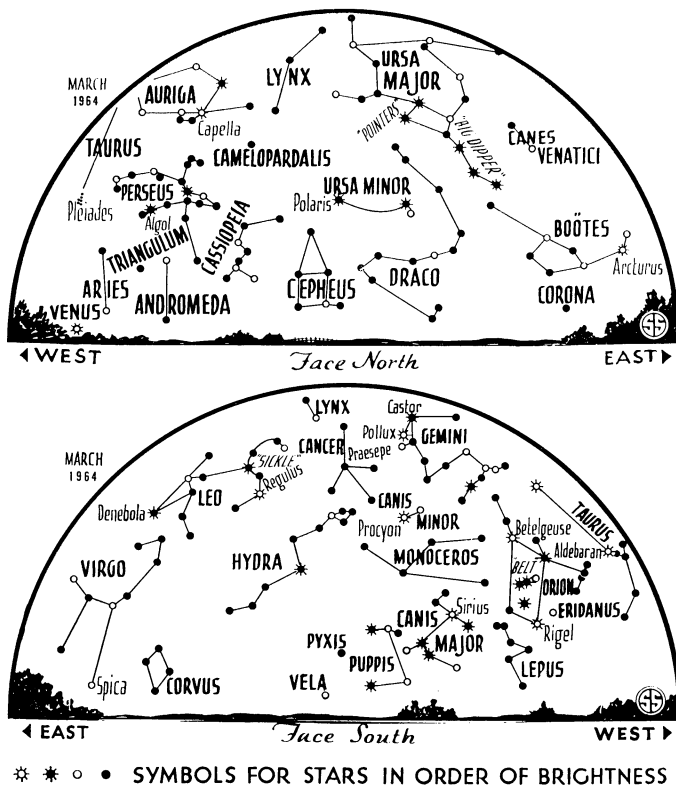 MARCH
1964
AURIGA
Capella
LYNX
URSA
MAJOR
"POINTERS"
"BIG DIPPER"
CANES
VENATICI
TAURUS
CAMELOPARDALIS
PERSEUS
Pleiades
Algol
URSA MINOR
Polaris
TRIANGULUM
CASSIOPEIA
BOÖTES
Arcturus
ARIES
ANDROMEDA
CEPHEUS
DRACO
CORONA
VENUS
SS
WEST
Face North
EAST
LYNX
Castor
Pollux
GEMINI
CANCER
Praesepe
MARCH
1964
"SICKLE"
Regulus
LEO
Denebola
CANIS
MINOR
Procyon
TAURUS
Betelgeuse
Aldebaran
VIRGO
HYDRA
MONOCEROS
BELT
ORION
ERIDANUS
CANIS
MAJOR
Sirius
Rigel
PYXIS
PUPPIS
LEPUS
Spica
CORVUS
VELA
SS
EAST
Face South
WEST
SYMBOLS FOR STARS IN ORDER OF BRIGHTNESS